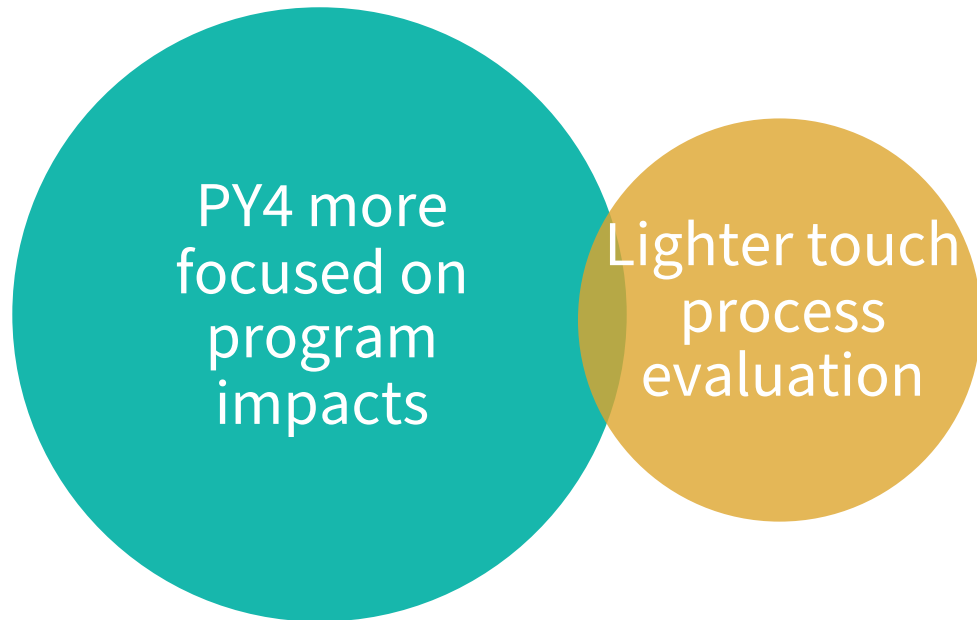 PY4 more
focused on
program
impacts
Lighter touch
process
evaluation